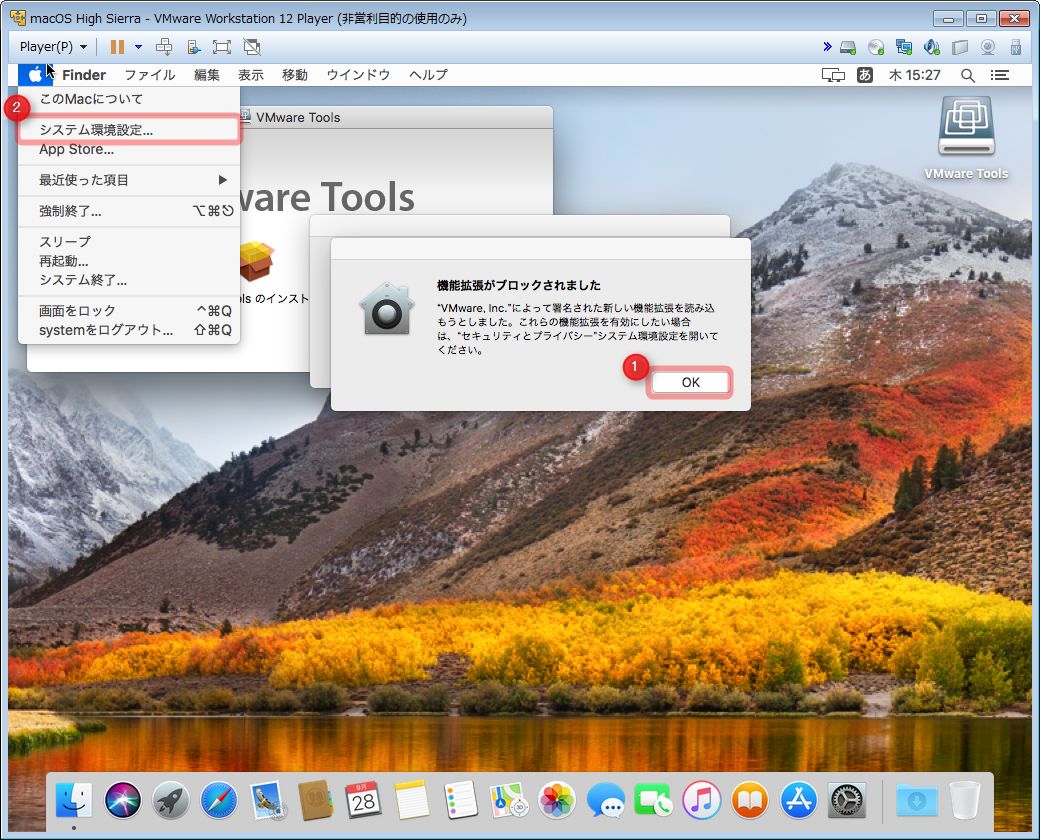 macOS High Sierra - VMware Workstation 12 Player (非営利目的の使用のみ)
Player(P)
Finder ファイル 編集 表示 移動 ウインドウ ヘルプ
あ 木 15:27
このMacについて
2
システム環境設定...
App Store...
最近使った項目
強制終了... ⌥⌘⎋
スリープ
再起動...
システム終了...
画面をロック ^⌘Q
systemをログアウト... ⇧⌘Q
VMware Tools
ware Tools
ols のインスト
VMware Tools
機能拡張がブロックされました
"VMware, Inc."によって署名された新しい機能拡張を読み込
もうとしました。これらの機能拡張を有効にしたい場合
は、"セキュリティとプライバシー"システム環境設定を開いて
ください。
1
OK
9月
28